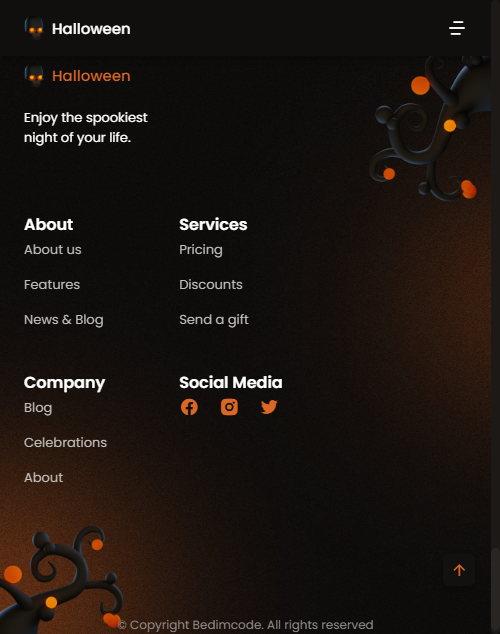 Halloween
Halloween
Enjoy the spookiest
night of your life.
About
About us
Features
News & Blog
Services
Pricing
Discounts
Send a gift
Company
Blog
Celebrations
About
Social Media
© Copyright Bedimcode. All rights reserved